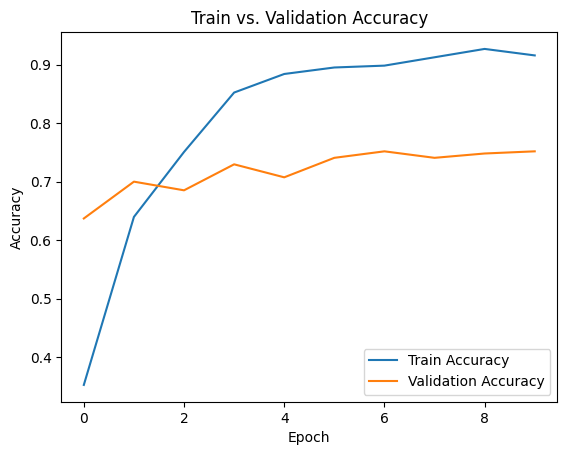 Train vs. Validation Accuracy
0.9
0.8
0.7
0.6
0.5
0.4
Accuracy
Train Accuracy
Validation Accuracy
0 2 4 6 8
Epoch